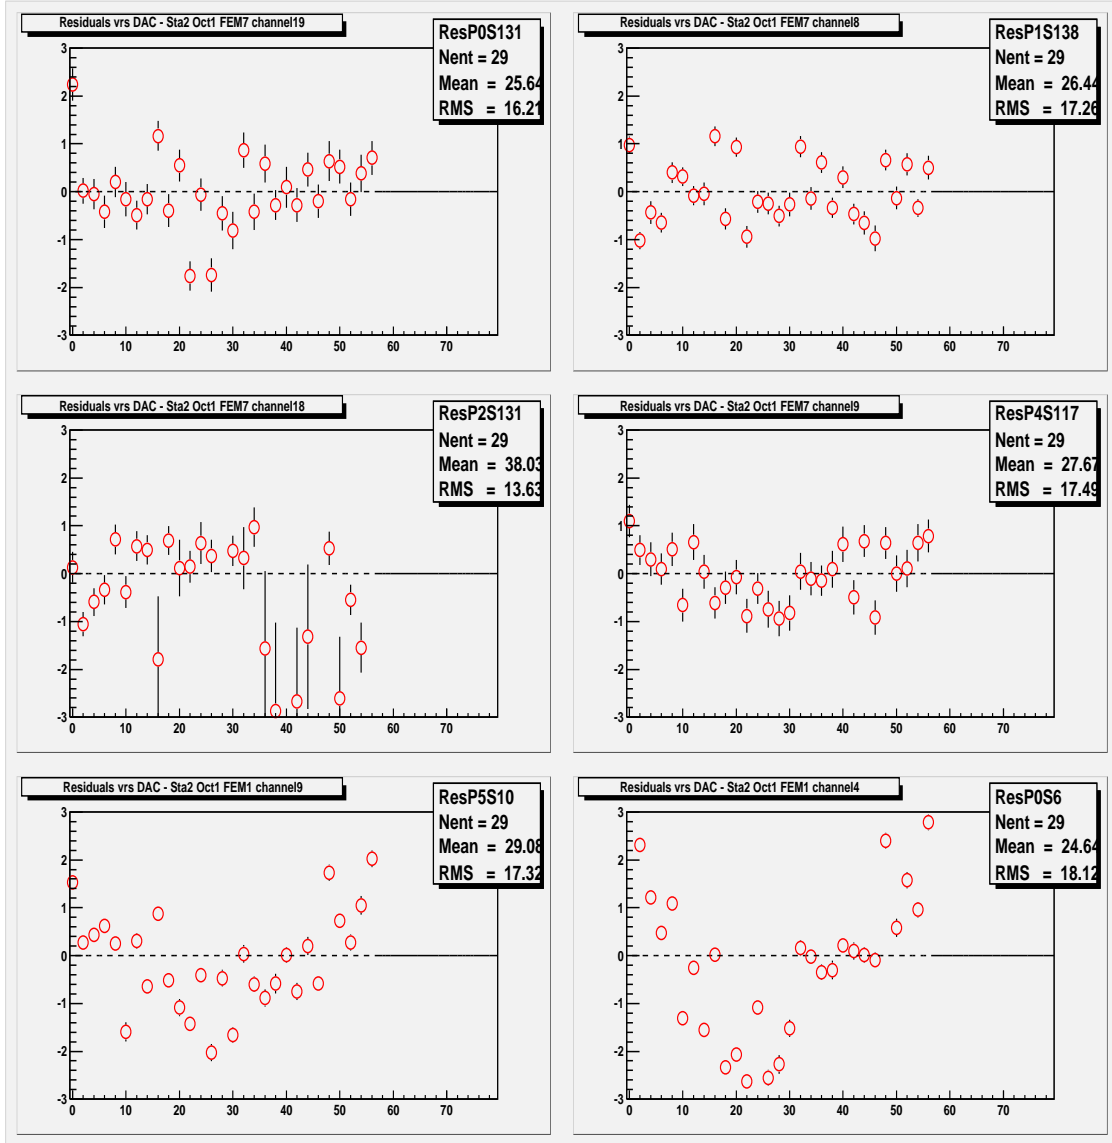 Residuals vrs DAC - Sta2 Oct1 FEM7 channel19
ResP0S131
Nent = 29
Mean = 25.64
RMS = 16.21
3
2
1
0
-1
-2
-3
0 10 20 30 40 50 60 70
Residuals vrs DAC - Sta2 Oct1 FEM7 channel8
ResP1S138
Nent = 29
Mean = 26.44
RMS = 17.26
3
2
1
0
-1
-2
-3
0 10 20 30 40 50 60 70
Residuals vrs DAC - Sta2 Oct1 FEM7 channel18
ResP2S131
Nent = 29
Mean = 38.03
RMS = 13.63
3
2
1
0
-1
-2
-3
0 10 20 30 40 50 60 70
Residuals vrs DAC - Sta2 Oct1 FEM7 channel9
ResP4S117
Nent = 29
Mean = 27.67
RMS = 17.49
3
2
1
0
-1
-2
-3
0 10 20 30 40 50 60 70
Residuals vrs DAC - Sta2 Oct1 FEM1 channel9
ResP5S10
Nent = 29
Mean = 29.08
RMS = 17.32
3
2
1
0
-1
-2
-3
0 10 20 30 40 50 60 70
Residuals vrs DAC - Sta2 Oct1 FEM1 channel4
ResP0S6
Nent = 29
Mean = 24.64
RMS = 18.12
3
2
1
0
-1
-2
-3
0 10 20 30 40 50 60 70